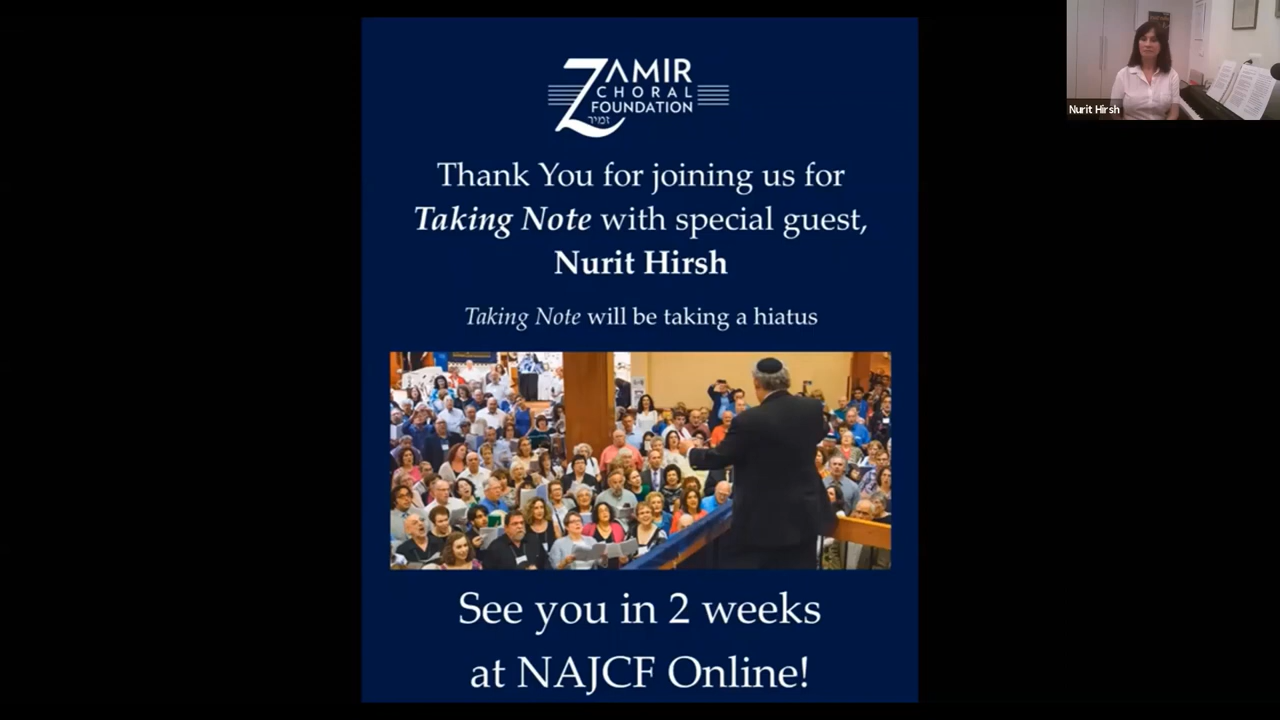 ZAMIR
CHORAL
FOUNDATION
זמיר
Thank You for joining us for
Taking Note with special guest,
Nurit Hirsh
Taking Note will be taking a hiatus
See you in 2 weeks
at NAJCF Online!
Nurit Hirsh